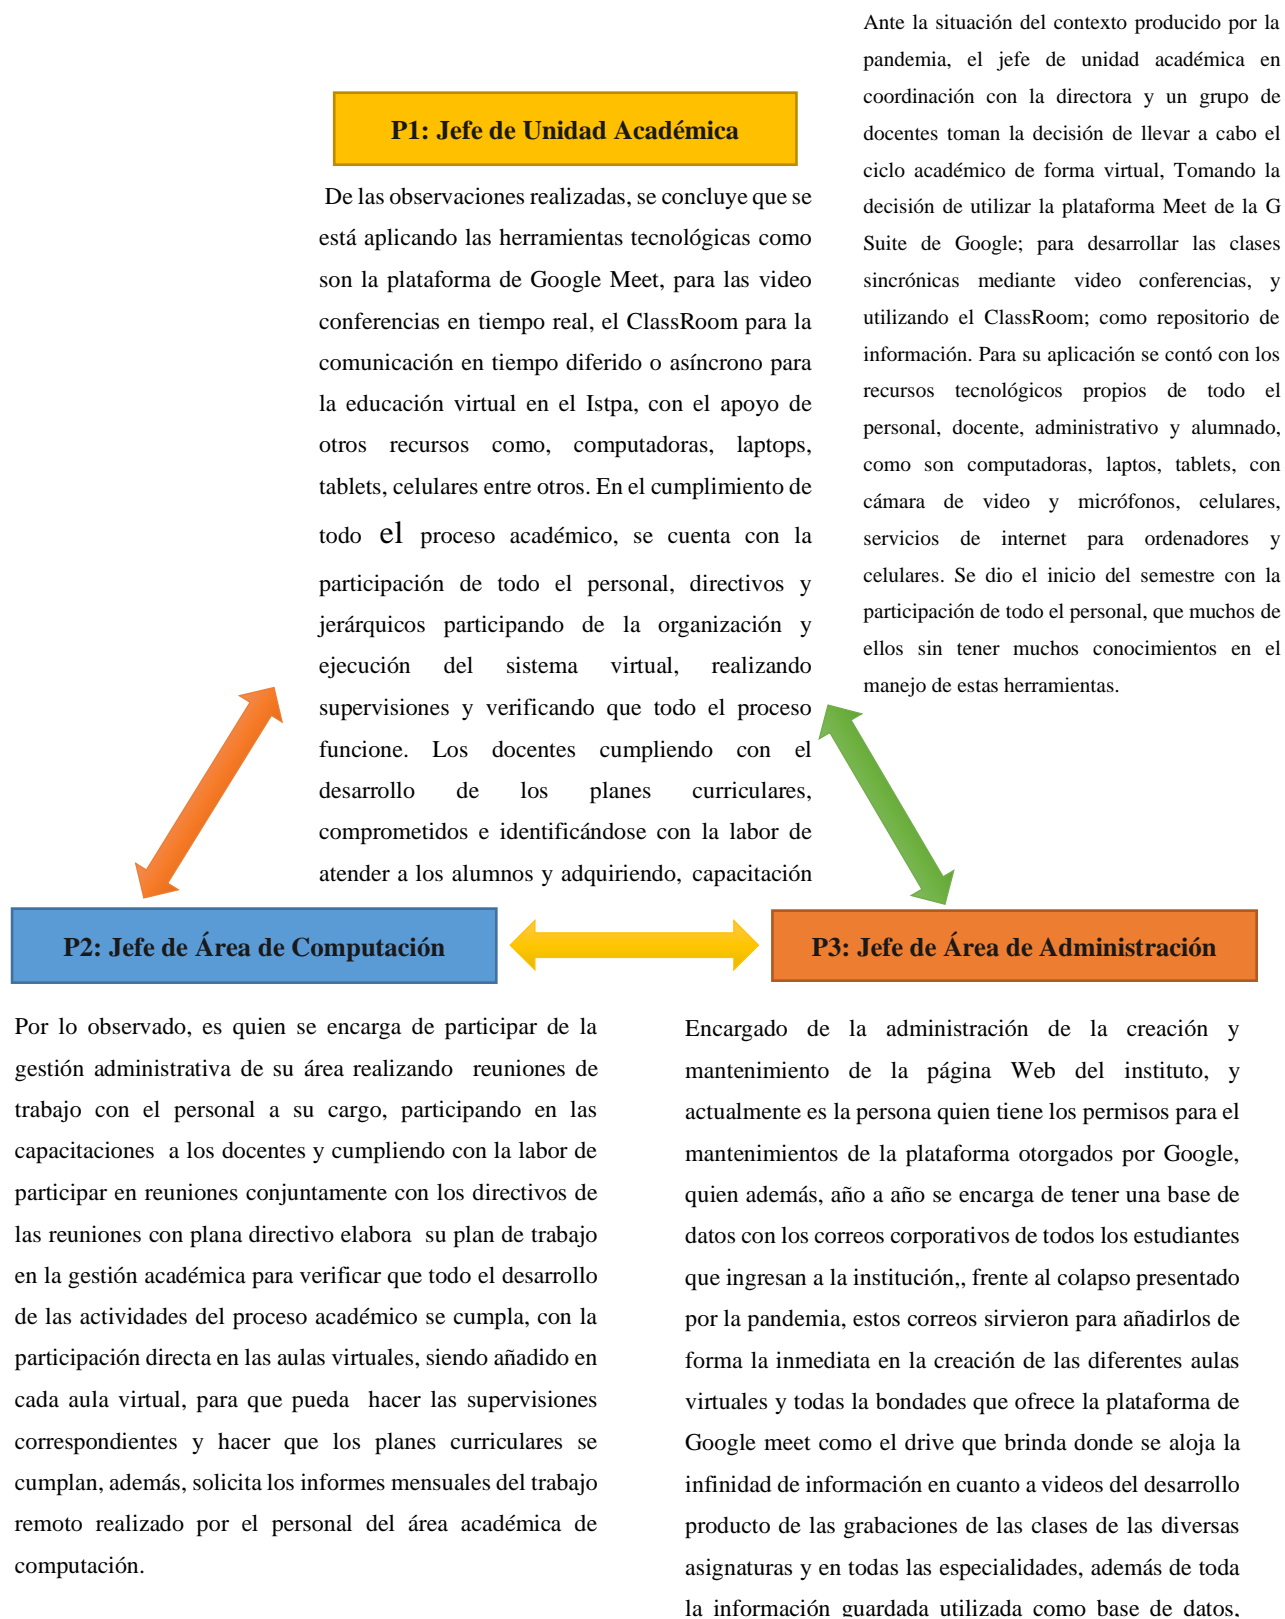 P1: Jefe de Unidad Académica
De las observaciones realizadas, se concluye que se
está aplicando las herramientas tecnológicas como
son la plataforma de Google Meet, para las video
conferencias en tiempo real, el ClassRoom para la
comunicación en tiempo diferido o asíncrono para
la educación virtual en el Istpa, con el apoyo de
otros recursos como, computadoras, laptops,
tablets, celulares entre otros. En el cumplimiento de
todo el proceso académico, se cuenta con la
participación de todo el personal, directivos y
jerárquicos participando de la organización y
ejecución del sistema virtual, realizando
supervisiones y verificando que todo el proceso
funcione. Los docentes cumpliendo con el
desarrollo de los planes curriculares,
comprometidos e identificándose con la labor de
atender a los alumnos y adquiriendo, capacitación
Ante la situación del contexto producido por la
pandemia, el jefe de unidad académica en
coordinación con la directora y un grupo de
docentes toman la decisión de llevar a cabo el
ciclo académico de forma virtual, Tomando la
decisión de utilizar la plataforma Meet de la G
Suite de Google; para desarrollar las clases
sincrónicas mediante video conferencias, y
utilizando el ClassRoom; como repositorio de
información. Para su aplicación se contó con los
recursos tecnológicos propios de todo el
personal, docente, administrativo y alumnado,
como son computadoras, laptos, tablets, con
cámara de video y micrófonos, celulares,
servicios de internet para ordenadores y
celulares. Se dio el inicio del semestre con la
participación de todo el personal, que muchos de
ellos sin tener muchos conocimientos en el
manejo de estas herramientas.
P2: Jefe de Área de Computación
Por lo observado, es quien se encarga de participar de la
gestión administrativa de su área realizando reuniones de
trabajo con el personal a su cargo, participando en las
capacitaciones a los docentes y cumpliendo con la labor de
participar en reuniones conjuntamente con los directivos de
las reuniones con plana directivo elabora su plan de trabajo
en la gestión académica para verificar que todo el desarrollo
de las actividades del proceso académico se cumpla, con la
participación directa en las aulas virtuales, siendo añadido en
cada aula virtual, para que pueda hacer las supervisiones
correspondientes y hacer que los planes curriculares se
cumplan, además, solicita los informes mensuales del trabajo
remoto realizado por el personal del área académica de
computación.
P3: Jefe de Área de Administración
Encargado de la administración de la creación y
mantenimiento de la página Web del instituto, y
actualmente es la persona quien tiene los permisos para el
mantenimientos de la plataforma otorgados por Google,
quien además, año a año se encarga de tener una base de
datos con los correos corporativos de todos los estudiantes
que ingresan a la institución,, frente al colapso presentado
por la pandemia, estos correos sirvieron para añadirlos de
forma la inmediata en la creación de las diferentes aulas
virtuales y todas la bondades que ofrece la plataforma de
Google meet como el drive que brinda donde se aloja la
infinidad de información en cuanto a videos del desarrollo
producto de las grabaciones de las clases de las diversas
asignaturas y en todas las especialidades, además de toda
la información guardada utilizada como base de datos,